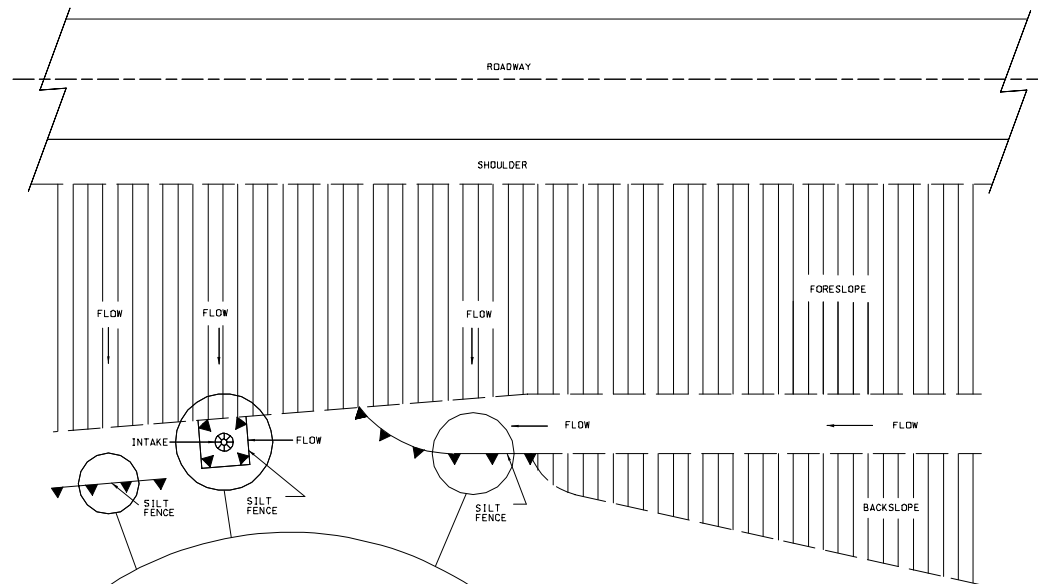 ROADWAY
SHOULDER
FORESLOPE
FLOW
FLOW
FLOW
INTAKE
FLOW
FLOW
FLOW
SILT
FENCE
SILT
FENCE
SILT
FENCE
BACKSLOPE